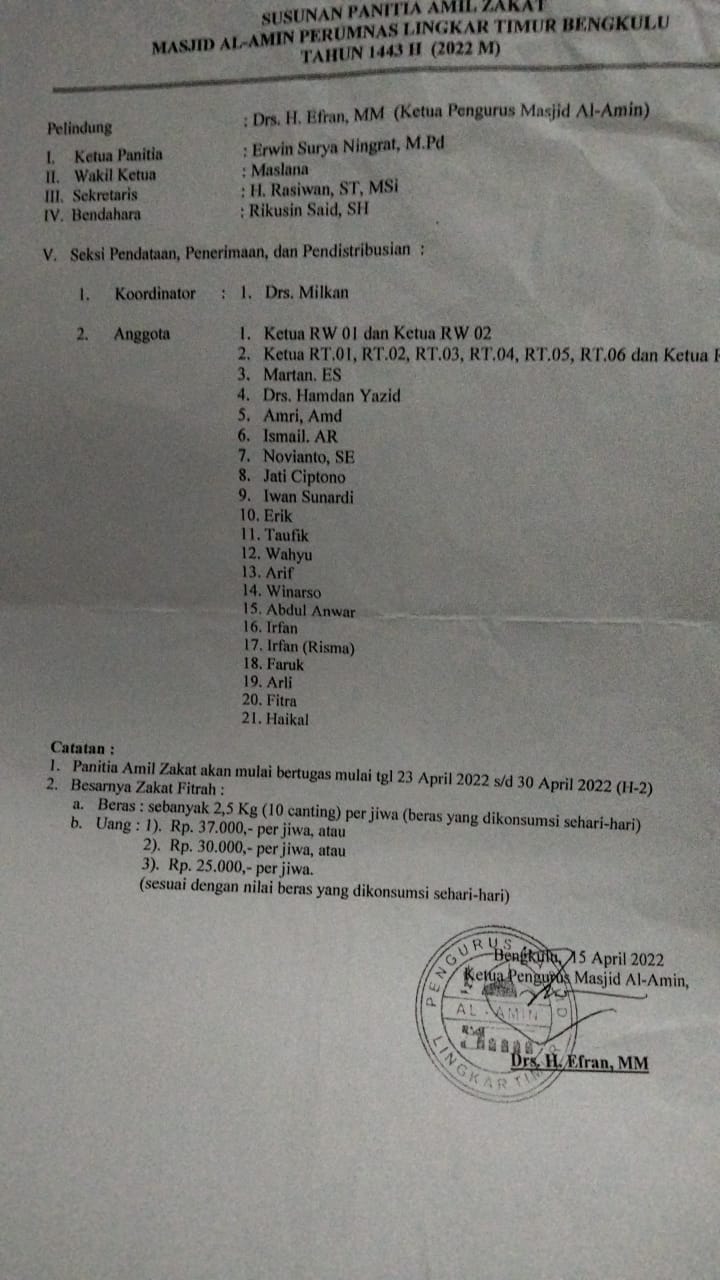 SUSUNAN PANITIA AMIL ZAKAT
MASJID AL-AMIN PERUMNAS LINGKAR TIMUR BENGKULU
TAHUN 1443 H (2022 M)
Pelindung : Drs. H. Efran, MM (Ketua Pengurus Masjid Al-Amin)
I. Ketua Panitia : Erwin Surya Ningrat, M.Pd
II. Wakil Ketua : Maslana
III. Sekretaris : H. Rasiwan, ST, MSi
IV. Bendahara : Rikusin Said, SH
V. Seksi Pendataan, Penerimaan, dan Pendistribusian :
1. Koordinator : 1. Drs. Milkan
2. Anggota 1. Ketua RW 01 dan Ketua RW 02
2. Ketua RT.01, RT.02, RT.03, RT.04, RT.05, RT.06 dan Ketua
3. Martan. ES
4. Drs. Hamdan Yazid
5. Amri, Amd
6. Ismail. AR
7. Novianto, SE
8. Jati Ciptono
9. Iwan Sunardi
10. Erik
11. Taufik
12. Wahyu
13. Arif
14. Winarso
15. Abdul Anwar
16. Irfan
17. Irfan (Risma)
18. Faruk
19. Arli
20. Fitra
21. Haikal
Catatan :
1. Panitia Amil Zakat akan mulai bertugas mulai tgl 23 April 2022 s/d 30 April 2022 (H-2)
2. Besarnya Zakat Fitrah :
a. Beras : sebanyak 2,5 Kg (10 canting) per jiwa (beras yang dikonsumsi sehari-hari)
b. Uang : 1). Rp. 37.000,- per jiwa, atau
2). Rp. 30.000,- per jiwa, atau
3). Rp. 25.000,- per jiwa.
(sesuai dengan nilai beras yang dikonsumsi sehari-hari)
Bengkulu, 15 April 2022
Ketua Pengurus Masjid Al-Amin,
PENGURUS
AL-AMIN
LINGKAR TIMUR
Drs. H. Efran, MM